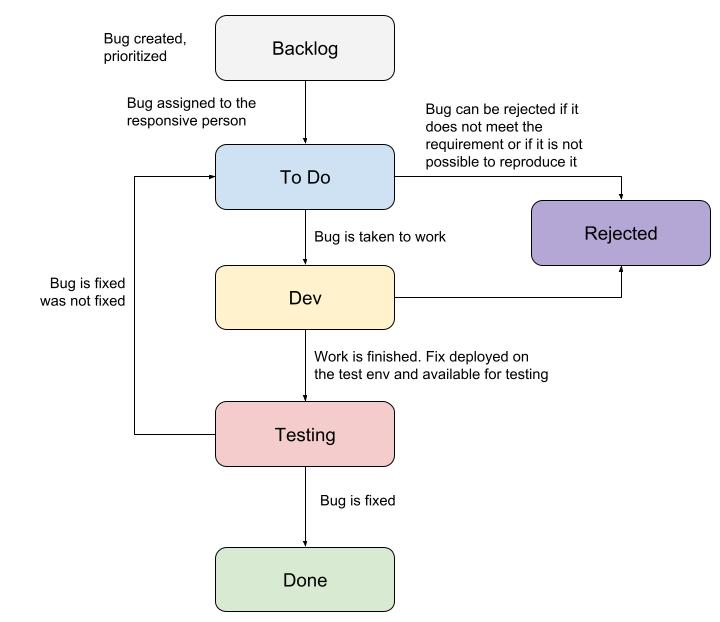 Bug created,
prioritized
Backlog
Bug assigned to the
responsive person
Bug can be rejected if it
does not meet the
requirement or if it is not
possible to reproduce it
To Do
Rejected
Bug is taken to work
Bug is fixed
was not fixed
Dev
Work is finished. Fix deployed on
the test env and available for testing
Testing
Bug is fixed
Done